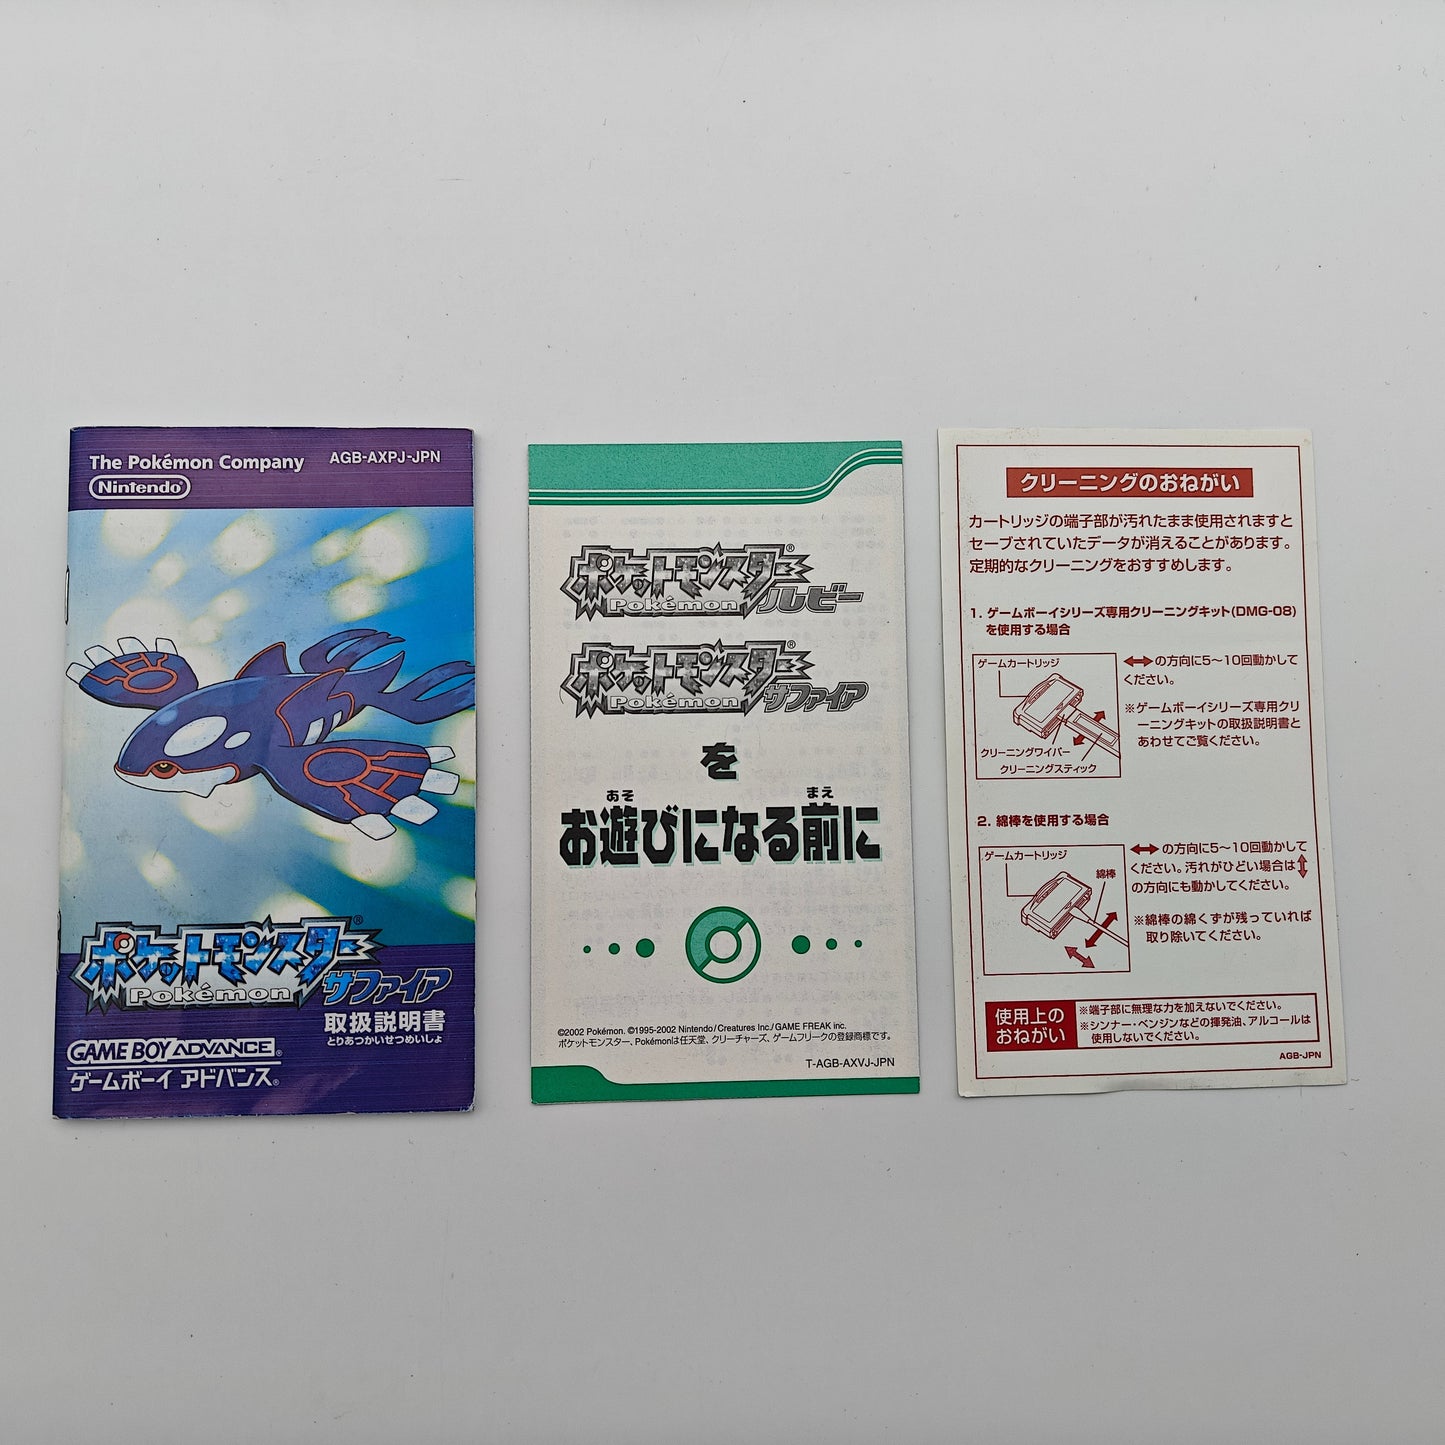 The Pokémon Company AGB-AXPJ-JPN
Nintendo®
ポケットモンスター®
Pokémon サファイア
取扱説明書
とりあつかいせつめいしょ
GAME BOY ADVANCE®
ゲームボーイ アドバンス®
ポケットモンスター®
Pokémon ルビー
ポケットモンスター®
Pokémon サファイア
を
あそ まえ
お遊びになる前に
©2002 Pokémon. ©1995-2002 Nintendo/Creatures Inc./GAME FREAK inc.
ポケットモンスター、Pokémonは任天堂、クリーチャーズ、ゲームフリークの登録商標です。
T-AGB-AXVJ-JPN
クリーニングのおねがい
カートリッジの端子部が汚れたまま使用されますと
セーブされていたデータが消えることがあります。
定期的なクリーニングをおすすめします。
1. ゲームボーイシリーズ専用クリーニングキット(DMG-08)
を使用する場合
ゲームカートリッジ
クリーニングワイパー
クリーニングスティック
↔の方向に5〜10回動かして
ください。
※ゲームボーイシリーズ専用クリ
ーニングキットの取扱説明書と
あわせてご覧ください。
2. 綿棒を使用する場合
ゲームカートリッジ
綿棒
↔の方向に5〜10回動かして
ください。汚れがひどい場合は↕
の方向にも動かしてください。
※綿棒の綿くずが残っていれば
取り除いてください。
使用上の
おねがい
※端子部に無理な力を加えないでください。
※シンナー・ベンジンなどの揮発油、アルコールは
使用しないでください。
AGB-JPN